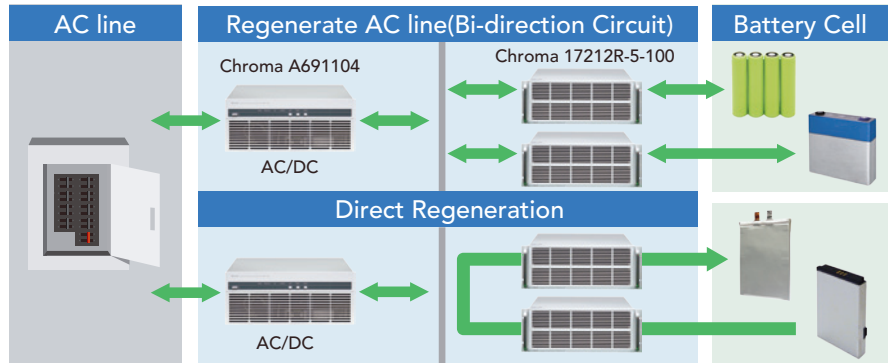 AC line
Regenerate AC line(Bi-direction Circuit)
Battery Cell
Chroma A691104
Chroma 17212R-5-100
AC/DC
Direct Regeneration
AC/DC